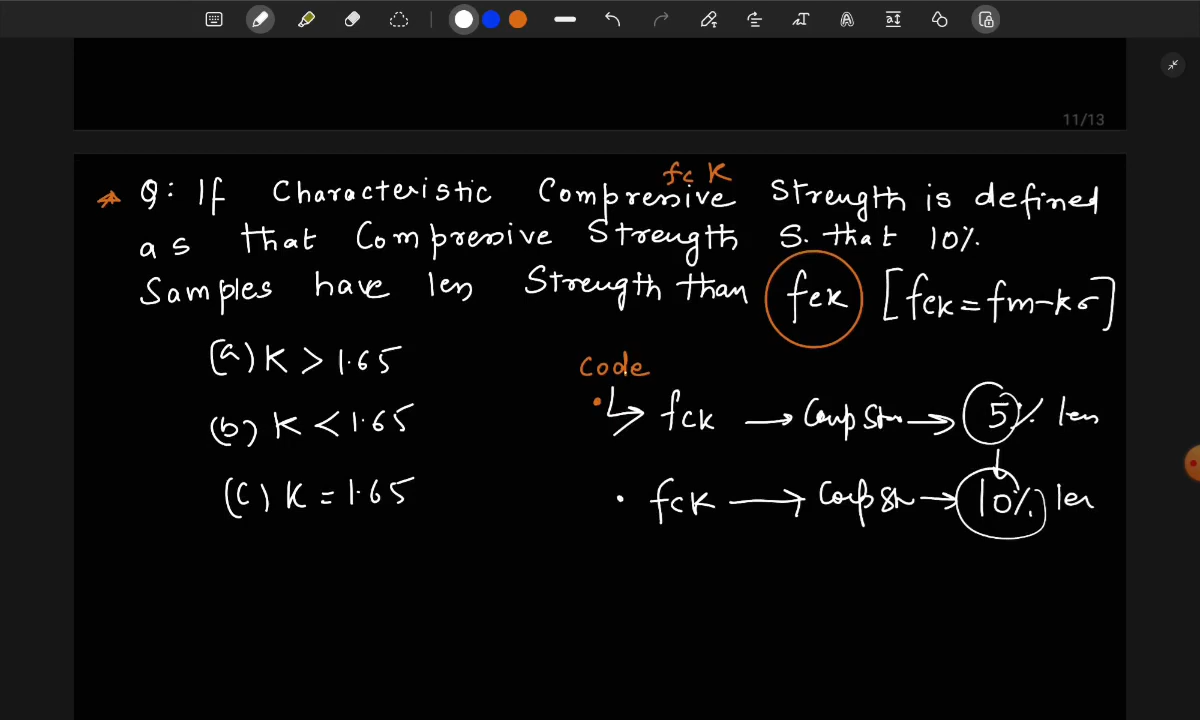 11/13
fck
Q: If Characteristic Compressive Strength is defined
as that Compressive Strength S. that 10%
Samples have less Strength than fck [fck = fm - kσ]
(a) K > 1.65
code
fck → Comp Str → 5% less
(b) K < 1.65
(c) K = 1.65
fck → Comp Str → 10% less